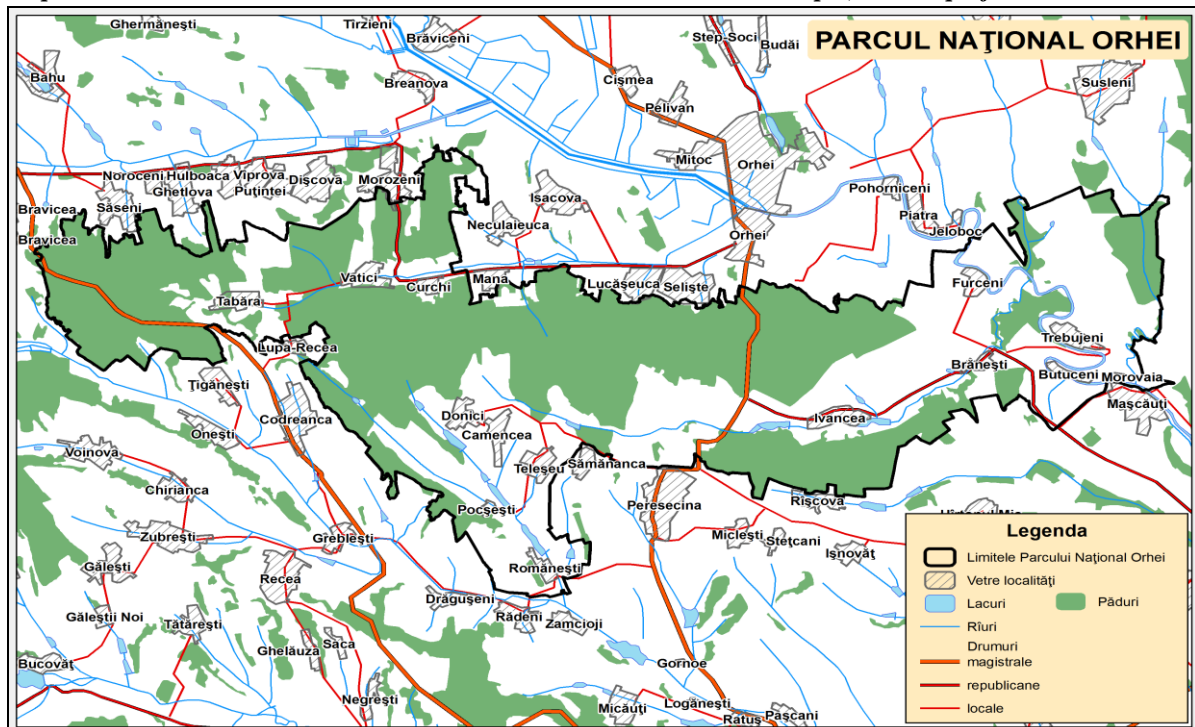 PARCUL NAŢIONAL ORHEI
Ghermăneşti
Tîrzieni
Brăviceni
Step-Soci
Budăi
Bahu
Breanova
Cişmea
Pelivan
Susleni
Mitoc
Orhei
Noroceni
Hulboaca
Viprova
Ghetlova
Puţintei
Dişcova
Morozeni
Săseni
Isacova
Pohorniceni
Piatra
Jeloboc
Bravicea
Bravicea
Neculaieuca
Orhei
Vatici
Curchi
Mana
Lucăşeuca
Selişte
Furceni
Tabăra
Trebujeni
Lupa-Recea
Brăneşti
Butuceni
Morovaia
Maşcăuţi
Ţigăneşti
Codreanca
Donici
Camencea
Ivancea
Oneşti
Voinova
Teleşeu
Sămănanca
Chirianca
Pocşeşti
Peresecina
Rişcova
Zubreşti
Grebleşti
Micleşti
Steţcani
Işnovăţ
Găleşti
Recea
Româneşti
Drăguşeni
Rădeni
Zamcioji
Găleştii Noi
Tătăreşti
Ghelăuza
Saca
Bucovăţ
Gornoe
Negreşti
Micăuţi
Logăneşti
Ratuş
Paşcani
Legenda
Limitele Parcului Naţional Orhei
Vetre localităţi
Lacuri
Păduri
Rîuri
Drumuri
magistrale
republicane
locale